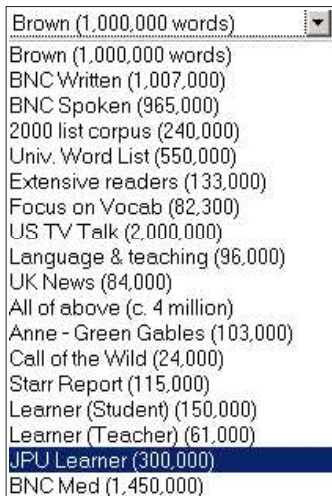 Brown (1,000,000 words)
Brown (1,000,000 words)
BNC Written (1,007,000)
BNC Spoken (965,000)
2000 list corpus (240,000)
Univ. Word List (550,000)
Extensive readers (133,000)
Focus on Vocab (82,300)
US TV Talk (2,000,000)
Language & teaching (96,000)
UK News (84,000)
All of above (c. 4 million)
Anne - Green Gables (103,000)
Call of the Wild (24,000)
Starr Report (115,000)
Learner (Student) (150,000)
Learner (Teacher) (61,000)
JPU Learner (300,000)
BNC Med (1,450,000)